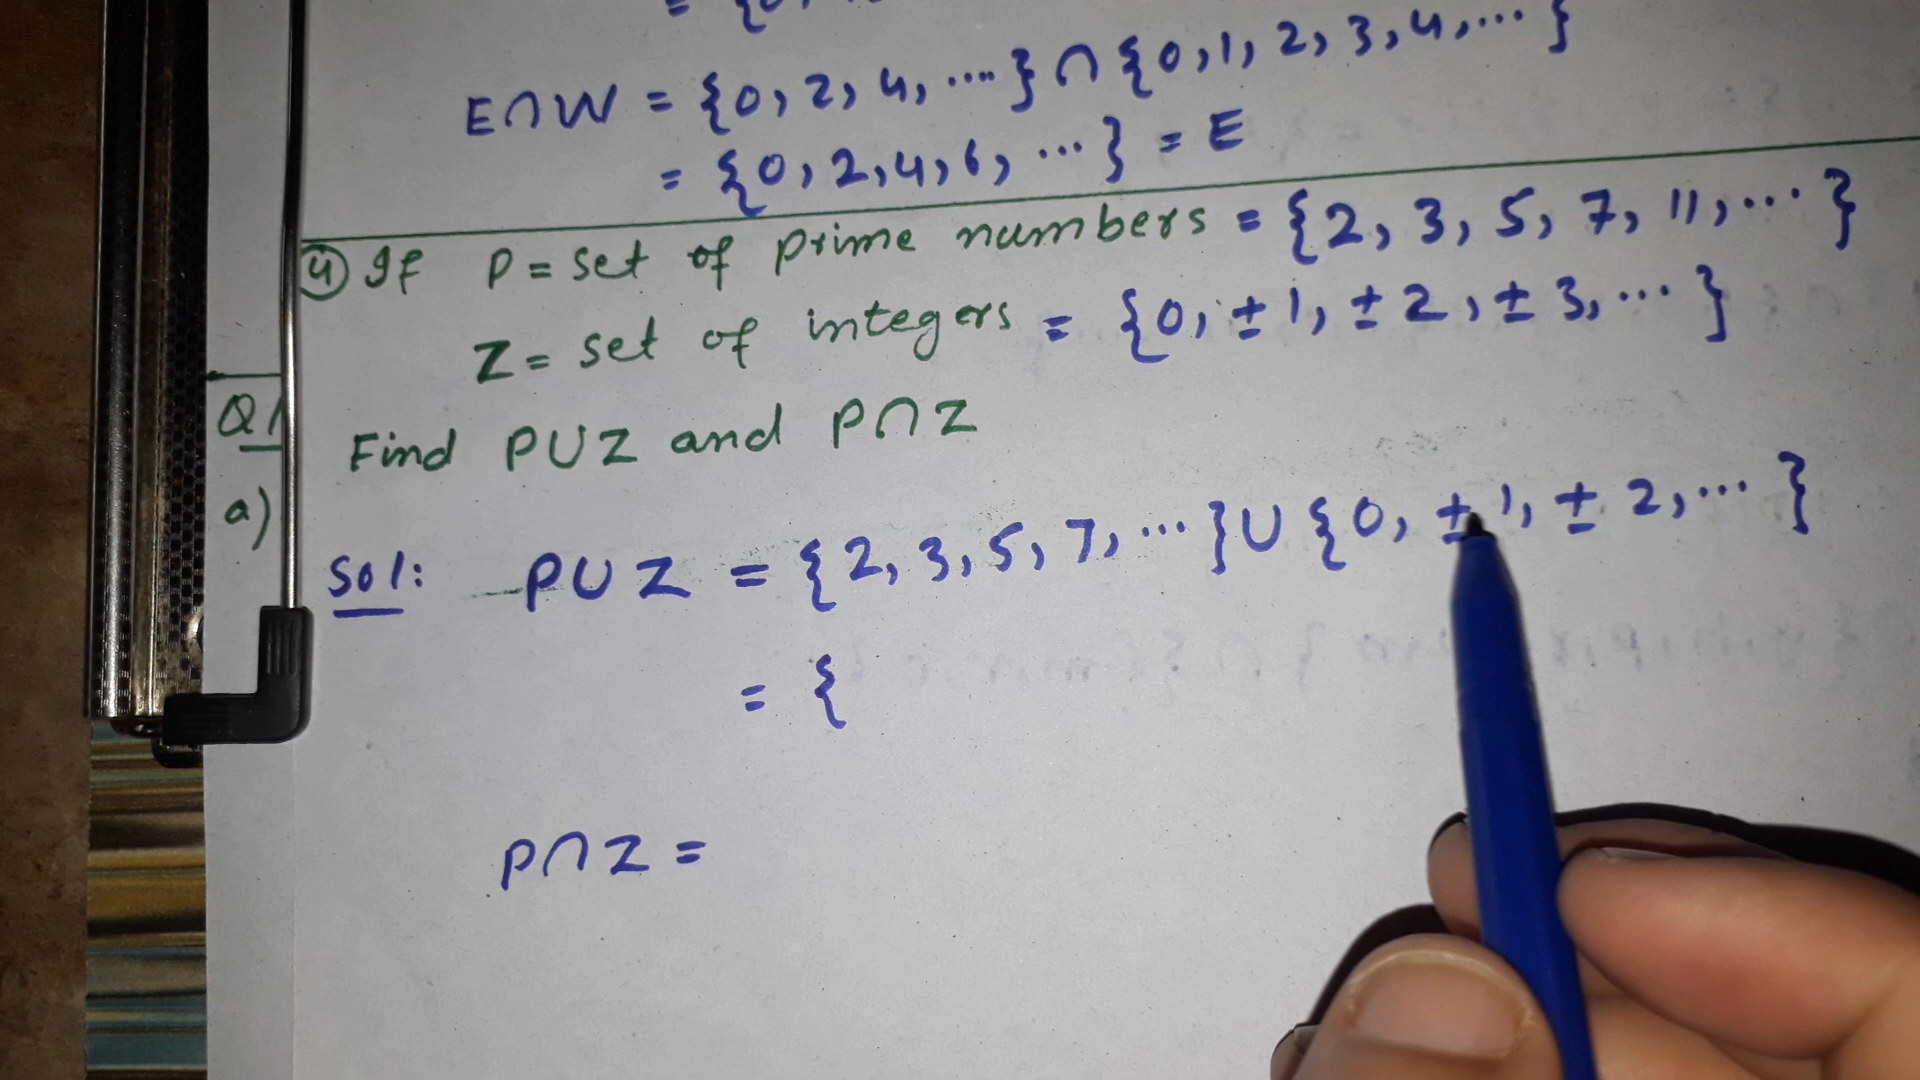 = {0,
E∩W = {0, 2, 4, ....} ∩ {0, 1, 2, 3, 4, ...}
= {0, 2, 4, 6, ...} = E
④ If P = set of prime numbers = {2, 3, 5, 7, 11, ...}
Z = set of integers = {0, ±1, ±2, ±3, ...}
Q1
Find P∪Z and P∩Z
a)
Sol: P∪Z = {2, 3, 5, 7, ...} ∪ {0, ±1, ±2, ...}
= {
P∩Z =